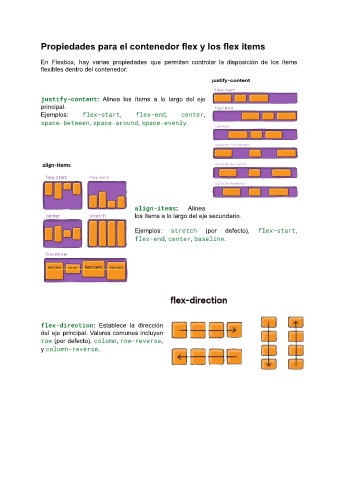 Propiedades para el contenedor flex y los flex items
En Flexbox, hay varias propiedades que permiten controlar la disposición de los ítems
flexibles dentro del contenedor:
justify-content
flex-start
flex-end
center
space-between
space-around
space-evenly
justify-content: Alinea los ítems a lo largo del eje
principal.
Ejemplos: flex-start, flex-end, center,
space-between, space-around, space-evenly.
align-items
flex-start flex-end
center stretch
baseline
align-items: Alinea
los ítems a lo largo del eje secundario.
Ejemplos: stretch (por defecto), flex-start,
flex-end, center, baseline.
flex-direction
flex-direction: Establece la dirección
del eje principal. Valores comunes incluyen
row (por defecto), column, row-reverse,
y column-reverse.